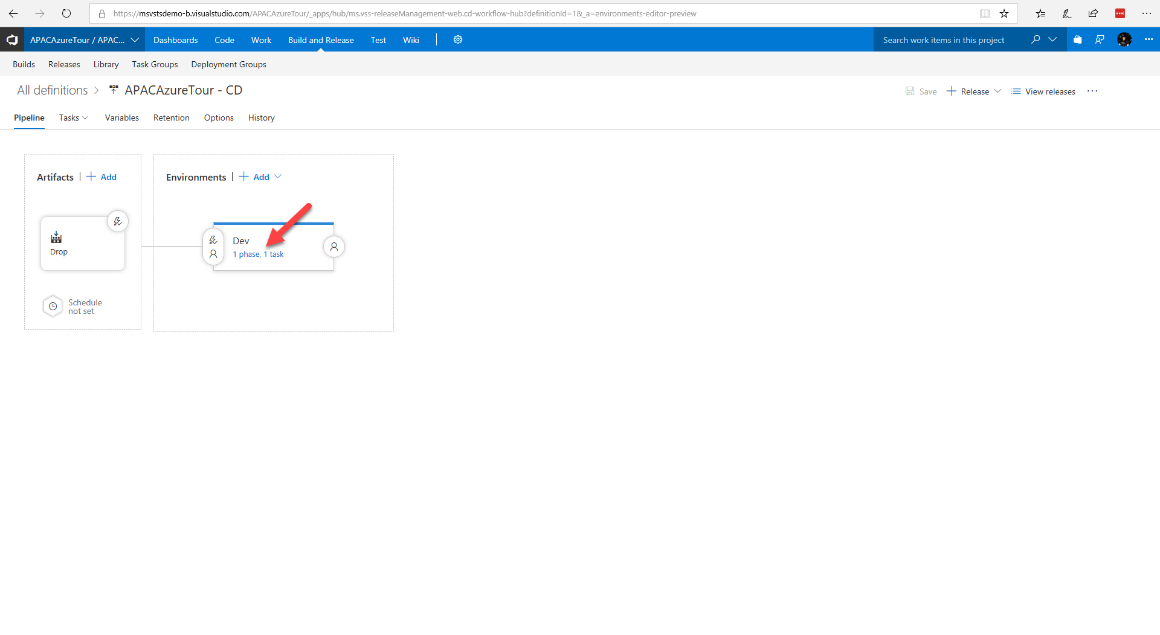 https://msvstsdemo-b.visualstudio.com/APACAzureTour/_apps/hub/ms.vss-releaseManagement-web.cd-workflow-hub?definitionId=1&_a=environments-editor-preview
APACAzureTour / APAC... Dashboards Code Work Build and Release Test Wiki Search work items in this project
Builds Releases Library Task Groups Deployment Groups
All definitions > APACAzureTour - CD Save + Release View releases ...
Pipeline Tasks Variables Retention Options History
Artifacts | + Add Environments | + Add
Dev
1 phase, 1 task
Drop
Schedule
not set